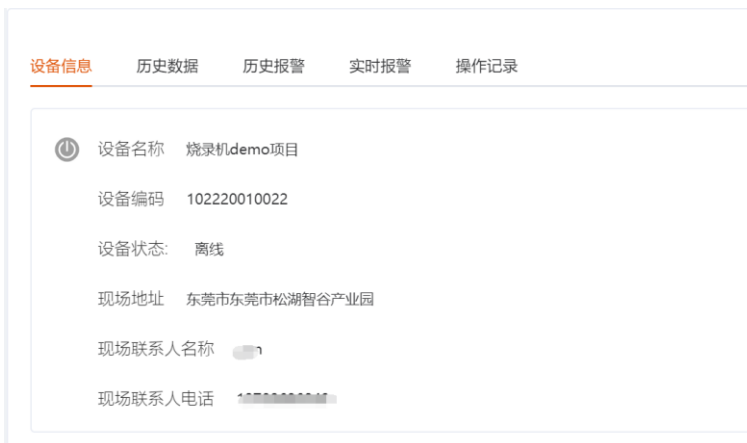 设备信息 历史数据 历史报警 实时报警 操作记录
设备名称 烧录机demo项目
设备编码 102220010022
设备状态: 离线
现场地址 东莞市东莞市松湖智谷产业园
现场联系人名称
现场联系人电话